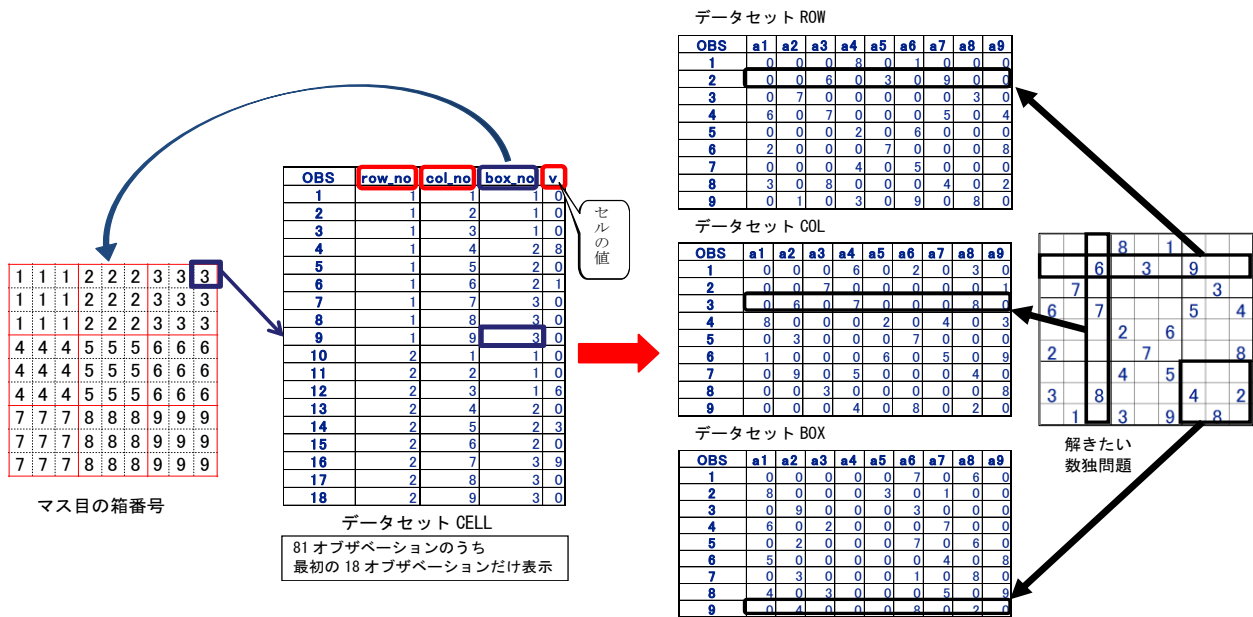 データセット ROW
OBS a1 a2 a3 a4 a5 a6 a7 a8 a9
1 0 0 0 8 0 1 0 0 0
2 0 0 6 0 3 0 9 0 0
3 0 7 0 0 0 0 0 3 0
4 6 0 7 0 0 0 5 0 4
5 0 0 0 2 0 6 0 0 0
6 2 0 0 0 7 0 0 0 8
7 0 0 0 4 0 5 0 0 0
8 3 0 8 0 0 0 4 0 2
9 0 1 0 3 0 9 0 8 0
データセット COL
OBS a1 a2 a3 a4 a5 a6 a7 a8 a9
1 0 0 0 6 0 2 0 3 0
2 0 0 7 0 0 0 0 0 1
3 0 6 0 7 0 0 0 8 0
4 8 0 0 0 2 0 4 0 3
5 0 3 0 0 0 7 0 0 0
6 1 0 0 0 6 0 5 0 9
7 0 9 0 5 0 0 0 4 0
8 0 0 3 0 0 0 0 0 8
9 0 0 0 4 0 8 0 2 0
データセット BOX
OBS a1 a2 a3 a4 a5 a6 a7 a8 a9
1 0 0 0 0 0 7 0 6 0
2 8 0 0 0 3 0 1 0 0
3 0 9 0 0 0 3 0 0 0
4 6 0 2 0 0 0 7 0 0
5 0 2 0 0 0 7 0 6 0
6 5 0 0 0 0 0 4 0 8
7 0 3 0 0 0 1 0 8 0
8 4 0 3 0 0 0 5 0 9
9 0 4 0 0 0 8 0 2 0
OBS row_no col_no box_no v
1 1 1 1 0
2 1 2 1 0
3 1 3 1 0
4 1 4 2 8
5 1 5 2 0
6 1 6 2 1
7 1 7 3 0
8 1 8 3 0
9 1 9 3 0
10 2 1 1 0
11 2 2 1 0
12 2 3 1 6
13 2 4 2 0
14 2 5 2 3
15 2 6 2 0
16 2 7 3 9
17 2 8 3 0
18 2 9 3 0
セルの値
データセット CELL
81 オブザベーションのうち
最初の 18 オブザベーションだけ表示
1 1 1 2 2 2 3 3 3
1 1 1 2 2 2 3 3 3
1 1 1 2 2 2 3 3 3
4 4 4 5 5 5 6 6 6
4 4 4 5 5 5 6 6 6
4 4 4 5 5 5 6 6 6
7 7 7 8 8 8 9 9 9
7 7 7 8 8 8 9 9 9
7 7 7 8 8 8 9 9 9
マス目の箱番号
8 1
6 3 9
7 3
6 7 5 4
2 6
2 7 8
4 5
3 8 4 2
1 3 9 8
解きたい
数独問題